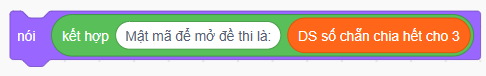 nói kết hợp Mật mã để mở đề thi là: DS số chẵn chia hết cho 3